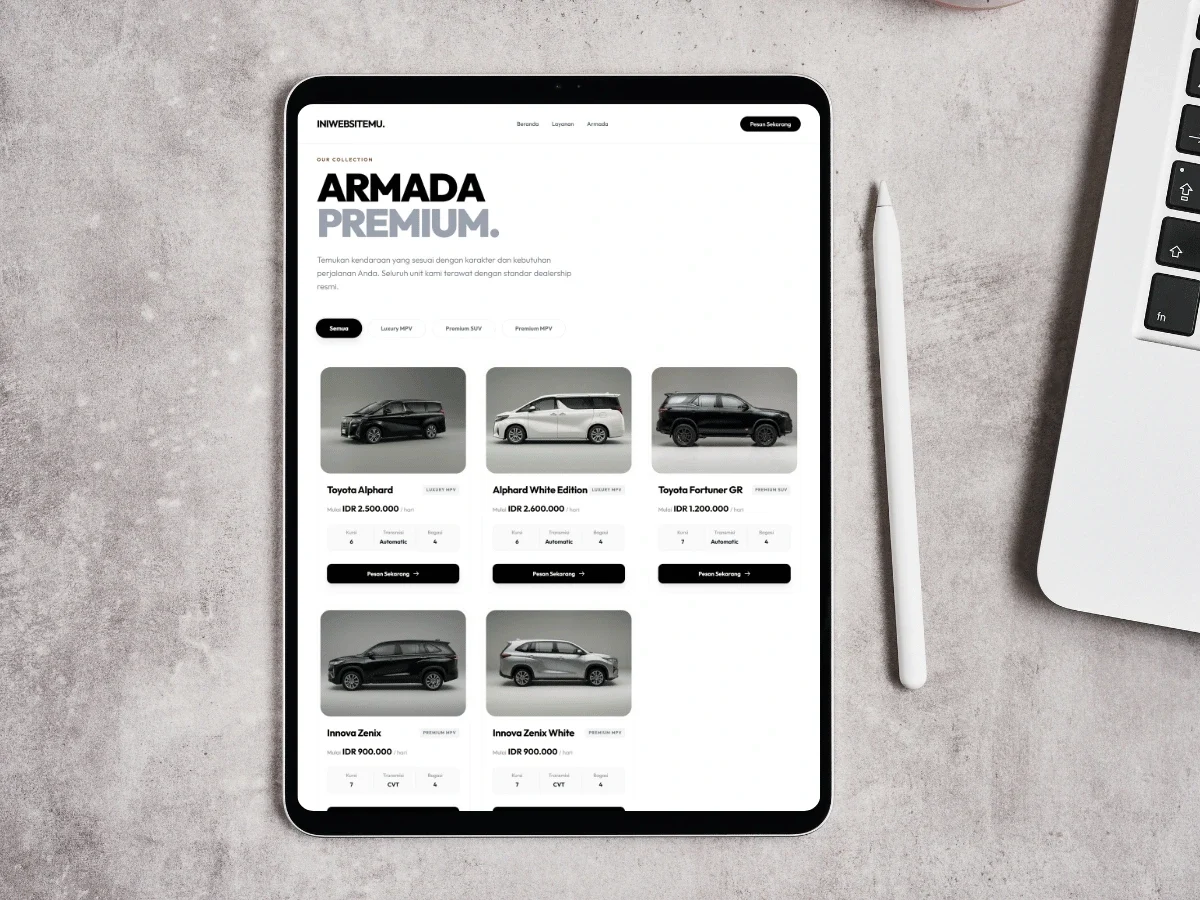 INIWEBSITEMU.
Beranda
Layanan
Armada
Pesan Sekarang
OUR COLLECTION
ARMADA
PREMIUM.
Temukan kendaraan yang sesuai dengan karakter dan kebutuhan
perjalanan Anda. Seluruh unit kami terawat dengan standar dealership
resmi.
Semua
Luxury MPV
Premium SUV
Premium MPV
Toyota Alphard
LUXURY MPV
Mulai IDR 2.500.000 / hari
Kursi Transmisi Bagasi
6 Automatic 4
Pesan Sekarang →
Alphard White Edition
LUXURY MPV
Mulai IDR 2.600.000 / hari
Kursi Transmisi Bagasi
6 Automatic 4
Pesan Sekarang →
Toyota Fortuner GR
PREMIUM SUV
Mulai IDR 1.200.000 / hari
Kursi Transmisi Bagasi
7 Automatic 4
Pesan Sekarang →
Innova Zenix
PREMIUM MPV
Mulai IDR 900.000 / hari
Kursi Transmisi Bagasi
7 CVT 4
Innova Zenix White
PREMIUM MPV
Mulai IDR 900.000 / hari
Kursi Transmisi Bagasi
7 CVT 4
fn